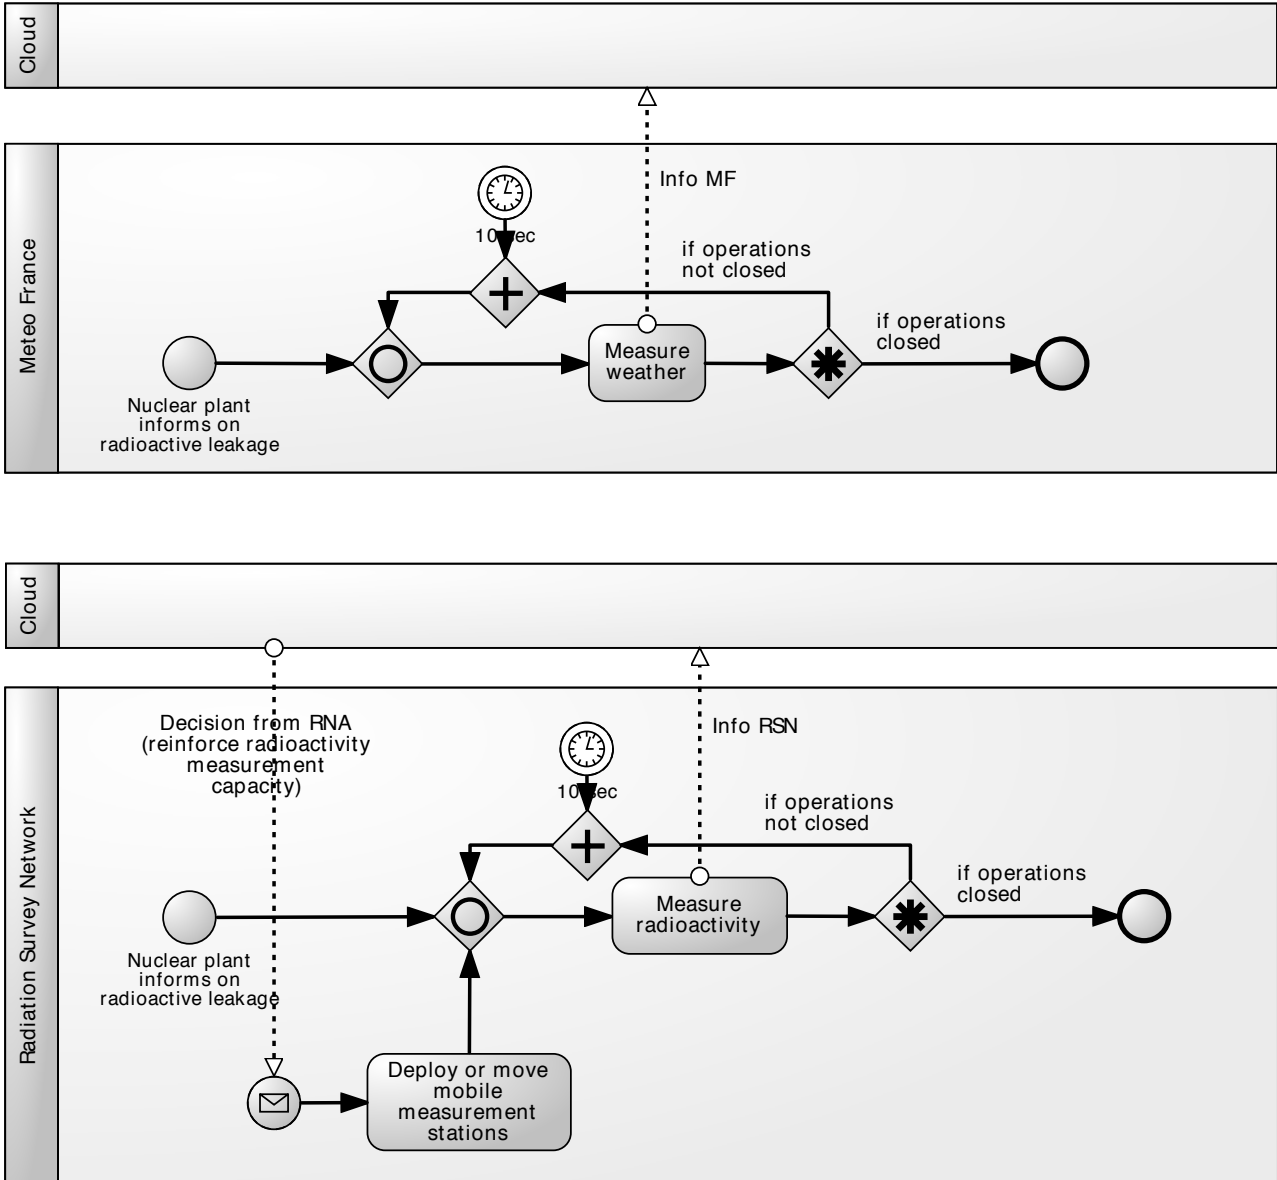 Cloud
Meteo France
Info MF
10 sec
if operations
not closed
if operations
closed
Measure
weather
Nuclear plant
informs on
radioactive leakage
Cloud
Radiation Survey Network
Decision from RNA
(reinforce radioactivity
measurement
capacity)
Info RSN
10 sec
if operations
not closed
if operations
closed
Measure
radioactivity
Nuclear plant
informs on
radioactive leakage
Deploy or move
mobile
measurement
stations